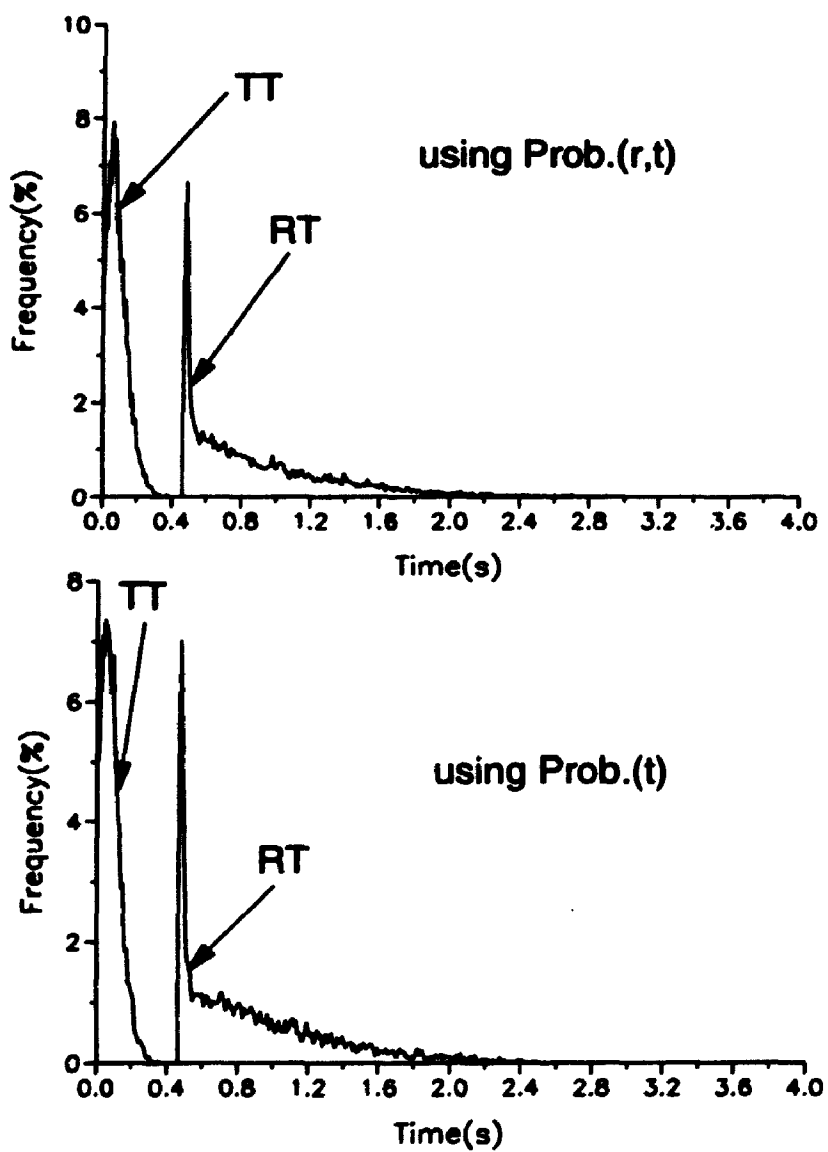 10
TT
8
using Prob.(r,t)
6
RT
Frequency(%)
4
2
0
0.0 0.4 0.8 1.2 1.6 2.0 2.4 2.8 3.2 3.6 4.0
Time(s)
8
TT
6
using Prob.(t)
Frequency(%)
4
RT
2
0
0.0 0.4 0.8 1.2 1.6 2.0 2.4 2.8 3.2 3.6 4.0
Time(s)